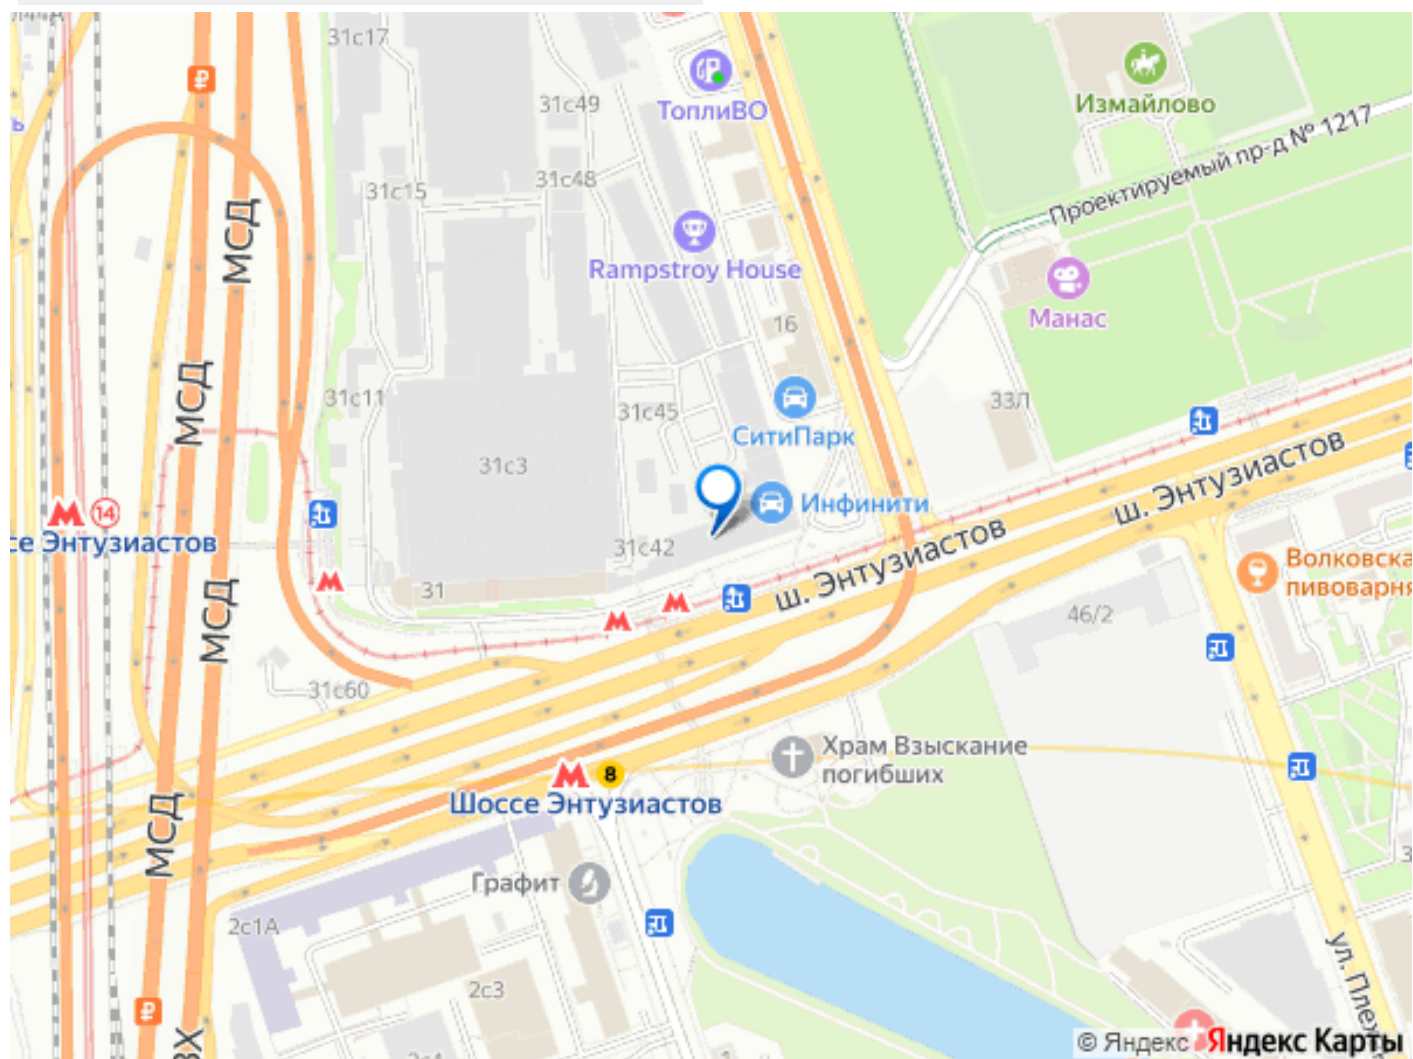 31с17
31с49
ТоплиВО
Измайлово
Проектируемый пр-д № 1217
31с15
31с48
МСД
Rampstroy House
Манас
16
МСД
31с11
31с45
СитиПарк
33Л
31с3
Инфинити
ш. Энтузиастов
14
се Энтузиастов
31с42
ш. Энтузиастов
31
Волковска
пивоварня
МСД
46/2
31с60
Храм Взыскание
погибших
8
Шоссе Энтузиастов
МСД
Графит
2с1А
2с3
ул. Плех
© Яндекс Яндекс Карты